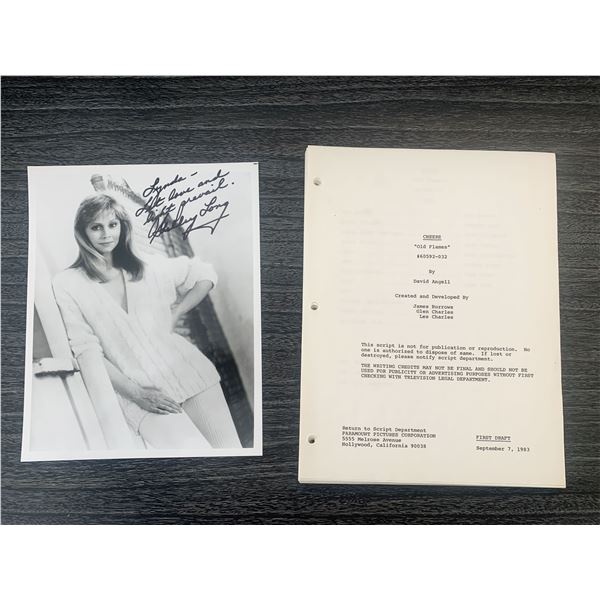 Lynda -
Let love and
light prevail.
Shelley Long
CHEERS
"Old Flames"
#60592-032
By
David Angell
Created and Developed By
James Burrows
Glen Charles
Les Charles
This script is not for publication or reproduction. No
one is authorized to dispose of same. If lost or
destroyed, please notify script department.
THE WRITING CREDITS MAY NOT BE FINAL AND SHOULD NOT BE
USED FOR PUBLICITY OR ADVERTISING PURPOSES WITHOUT FIRST
CHECKING WITH TELEVISION LEGAL DEPARTMENT.
Return to Script Department
PARAMOUNT PICTURES CORPORATION
5555 Melrose Avenue
Hollywood, California 90038
FIRST DRAFT
September 7, 1983